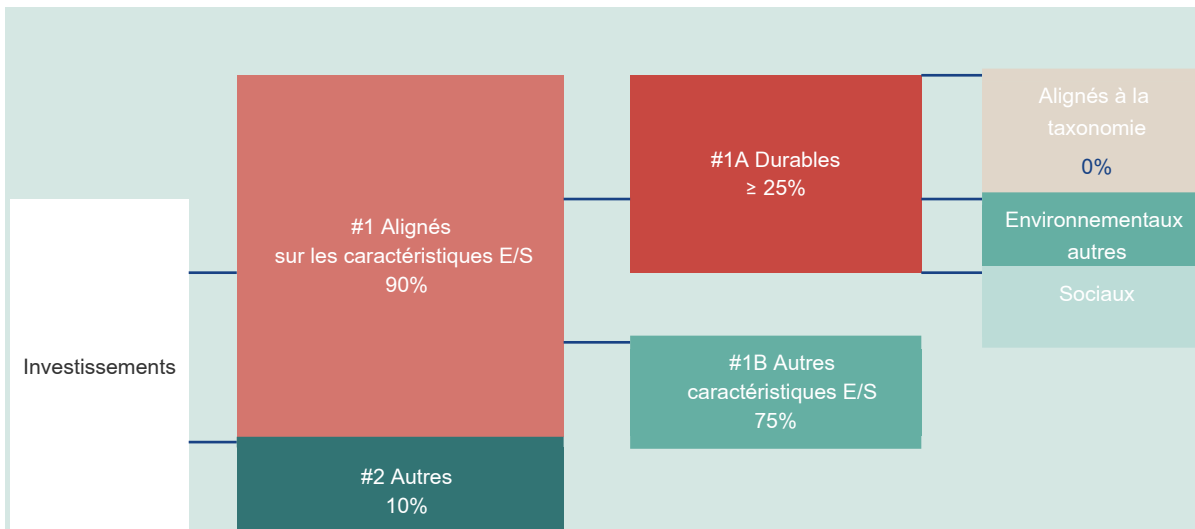 Investissements
#1 Alignés
sur les caractéristiques E/S
90%
#2 Autres
10%
#1A Durables
≥ 25%
#1B Autres
caractéristiques E/S
75%
Alignés à la
taxonomie
0%
Environnementaux
autres
Sociaux